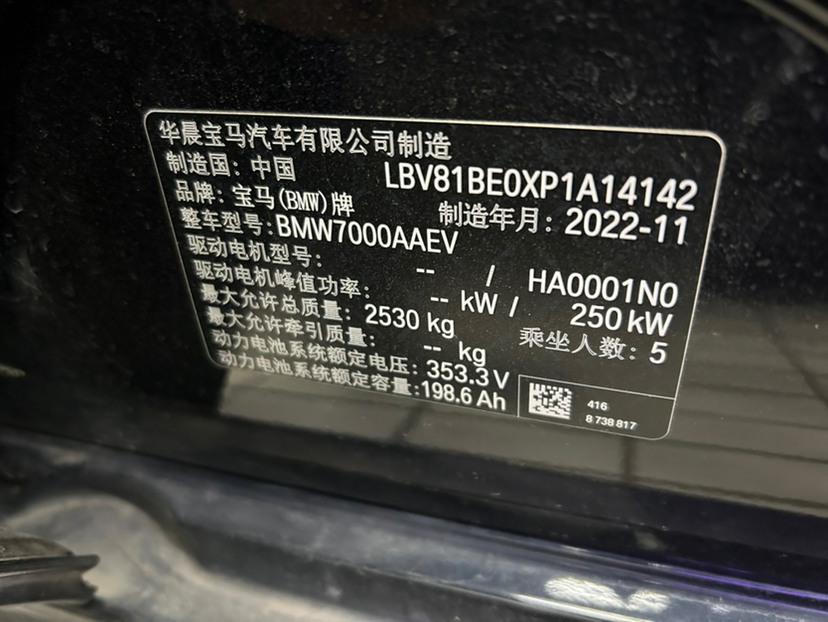 华晨宝马汽车有限公司制造
制造国: 中国 LBV81BE0XP1A14142
品牌: 宝马(BMW)牌 制造年月: 2022-11
整车型号:BMW7000AAEV
驱动电机型号: -- / HA0001N0
驱动电机峰值功率: -- kW / 250 kW
最大允许总质量: 2530 kg 乘坐人数: 5
最大允许牵引质量: -- kg
动力电池系统额定电压: 353.3 V
动力电池系统额定容量:198.6 Ah
416
8 738 817